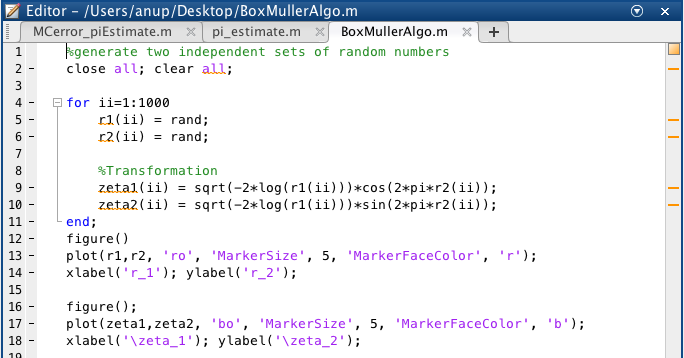 Editor - /Users/anup/Desktop/BoxMullerAlgo.m
MCerror_piEstimate.m × pi_estimate.m × BoxMullerAlgo.m × +
1 %generate two independent sets of random numbers
2 - close all; clear all;
3
4 - for ii=1:1000
5 - r1(ii) = rand;
6 - r2(ii) = rand;
7
8 %Transformation
9 - zeta1(ii) = sqrt(-2*log(r1(ii)))*cos(2*pi*r2(ii));
10 - zeta2(ii) = sqrt(-2*log(r1(ii)))*sin(2*pi*r2(ii));
11 - end;
12 - figure()
13 - plot(r1,r2, 'ro', 'MarkerSize', 5, 'MarkerFaceColor', 'r');
14 - xlabel('r_1'); ylabel('r_2');
15
16 - figure();
17 - plot(zeta1,zeta2, 'bo', 'MarkerSize', 5, 'MarkerFaceColor', 'b');
18 - xlabel('\zeta_1'); ylabel('\zeta_2');
19